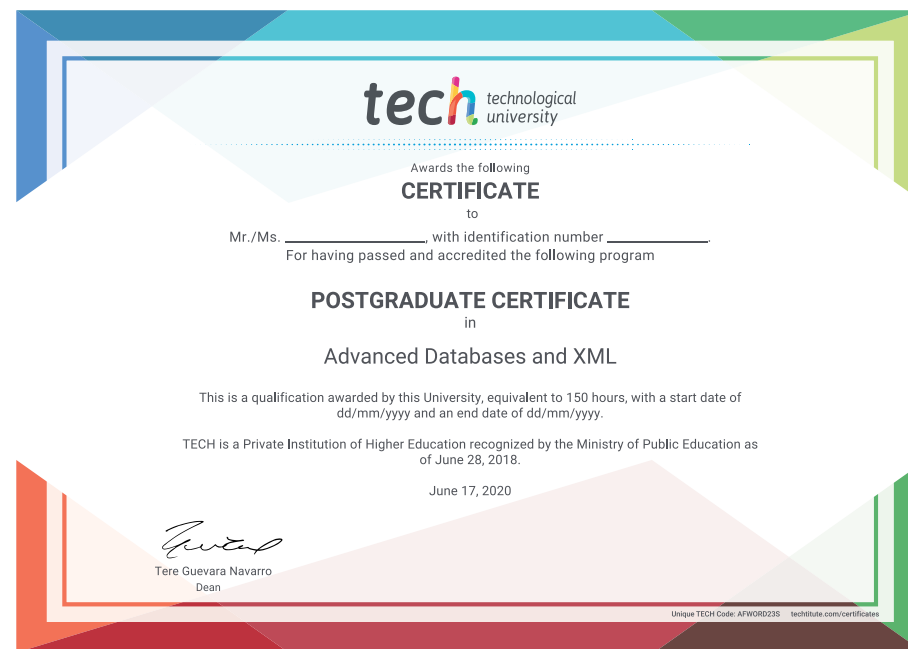 tech technological
university
Awards the following
CERTIFICATE
to
Mr./Ms. ____________________, with identification number ______________.
For having passed and accredited the following program
POSTGRADUATE CERTIFICATE
in
Advanced Databases and XML
This is a qualification awarded by this University, equivalent to 150 hours, with a start date of
dd/mm/yyyy and an end date of dd/mm/yyyy.
TECH is a Private Institution of Higher Education recognized by the Ministry of Public Education as
of June 28, 2018.
June 17, 2020
Tere Guevara Navarro
Dean
Unique TECH Code: AFWORD23S techtitute.com/certificates